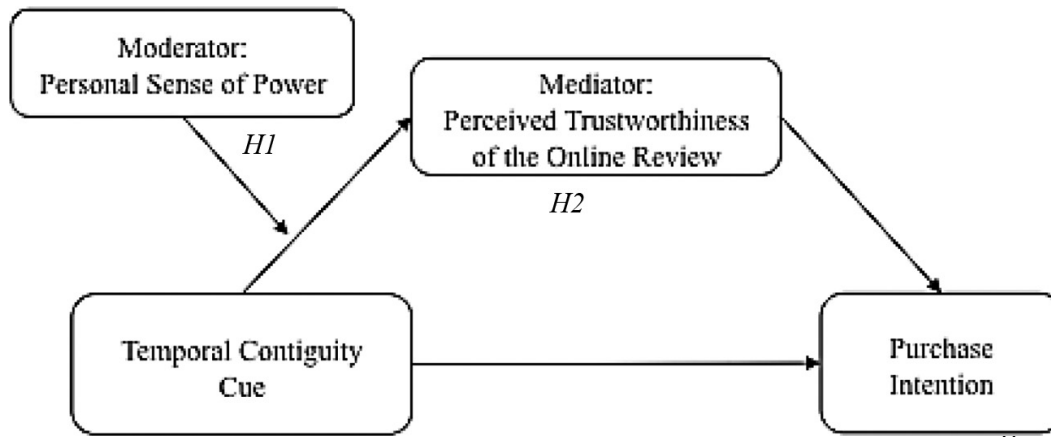 Moderator:
Personal Sense of Power
H1
Mediator:
Perceived Trustworthiness
of the Online Review
H2
Temporal Contiguity
Cue
Purchase
Intention